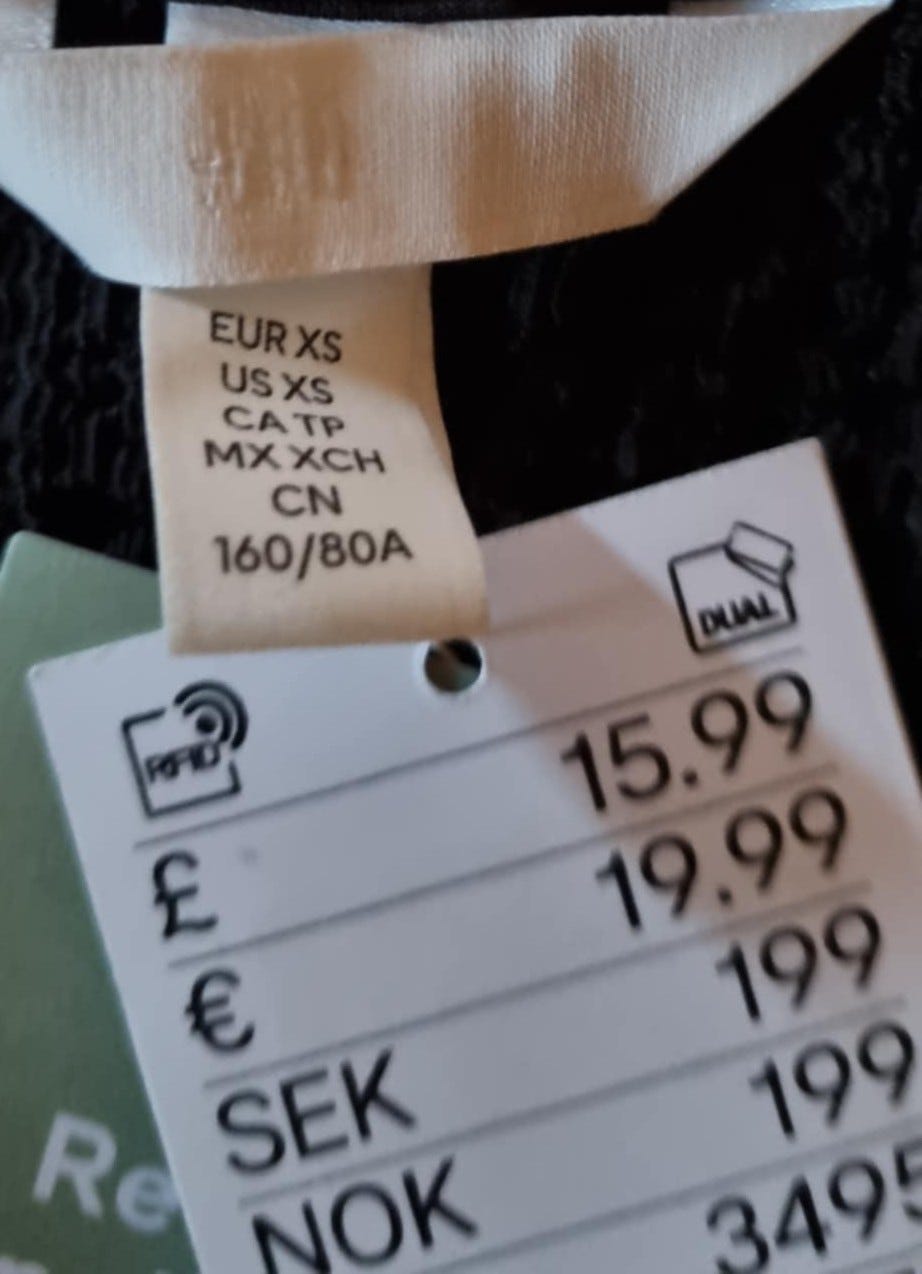 EUR XS
US XS
CA TP
MX XCH
CN
160/80A
DUAL
RFID
£ 15.99
€ 19.99
SEK 199
NOK 199
3495
Re